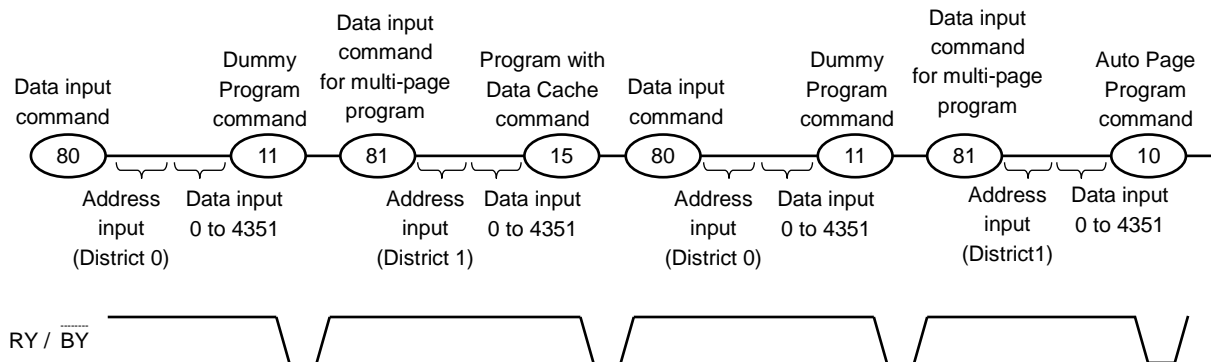 Data input
command
80
Address
input
(District 0)
Data input
0 to 4351
Dummy
Program
command
11
Data input
command
for multi-page
program
81
Address
input
(District 1)
Data input
0 to 4351
Program with
Data Cache
command
15
Data input
command
80
Address
input
(District 0)
Data input
0 to 4351
Dummy
Program
command
11
Data input
command
for multi-page
program
81
Address
input
(District1)
Data input
0 to 4351
Auto Page
Program
command
10
RY / BY